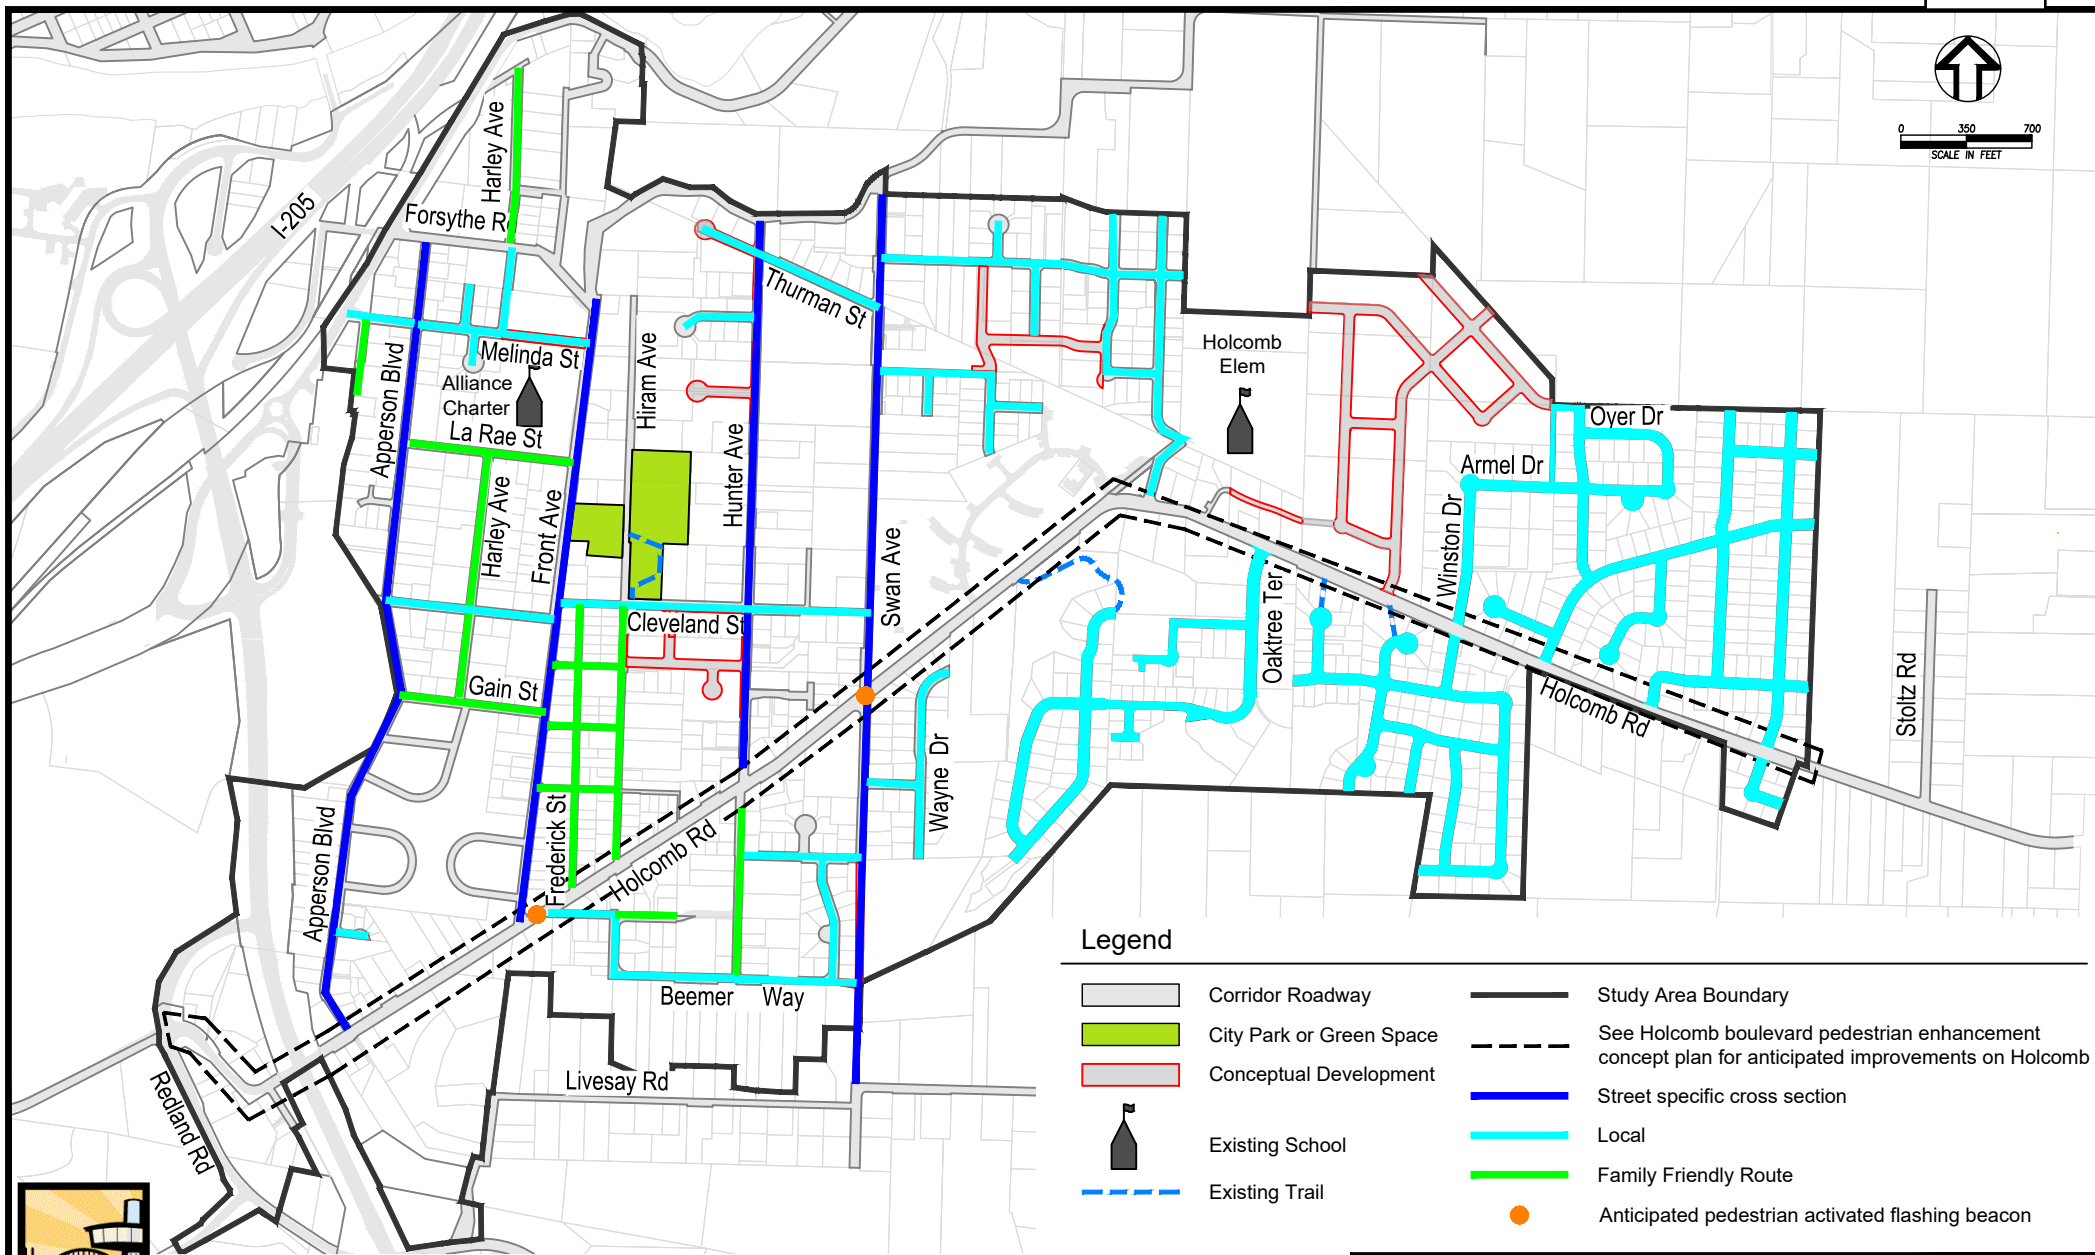 Harley Ave
Forsythe R
I-205
0 350 700
SCALE IN FEET
Thurman St
Melinda St
Apperson Blvd
Alliance
Charter
La Rae St
Hiram Ave
Hunter Ave
Harley Ave
Front Ave
Swan Ave
Holcomb
Elem
Oyer Dr
Armel Dr
Winston Dr
Oaktree Ter
Cleveland St
Gain St
Frederick St
Holcomb Rd
Wayne Dr
Holcomb Rd
Stoltz Rd
Apperson Blvd
Beemer Way
Livesay Rd
Redland Rd
Legend
Corridor Roadway
City Park or Green Space
Conceptual Development
Existing School
Existing Trail
Study Area Boundary
See Holcomb boulevard pedestrian enhancement
concept plan for anticipated improvements on Holcomb
Street specific cross section
Local
Family Friendly Route
Anticipated pedestrian activated flashing beacon